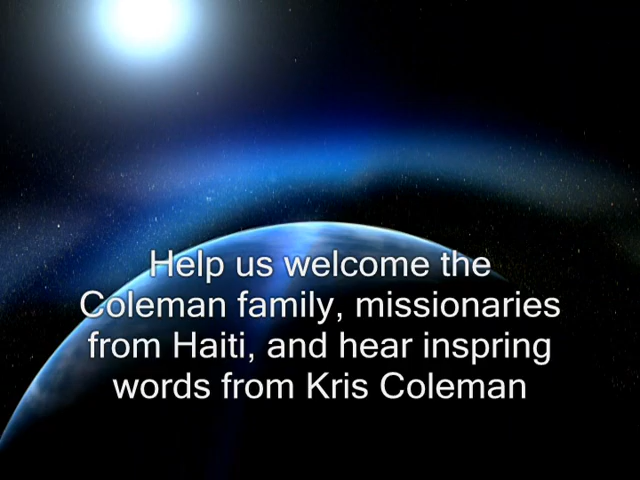 Help us welcome the
Coleman family, missionaries
from Haiti, and hear inspring
words from Kris Coleman